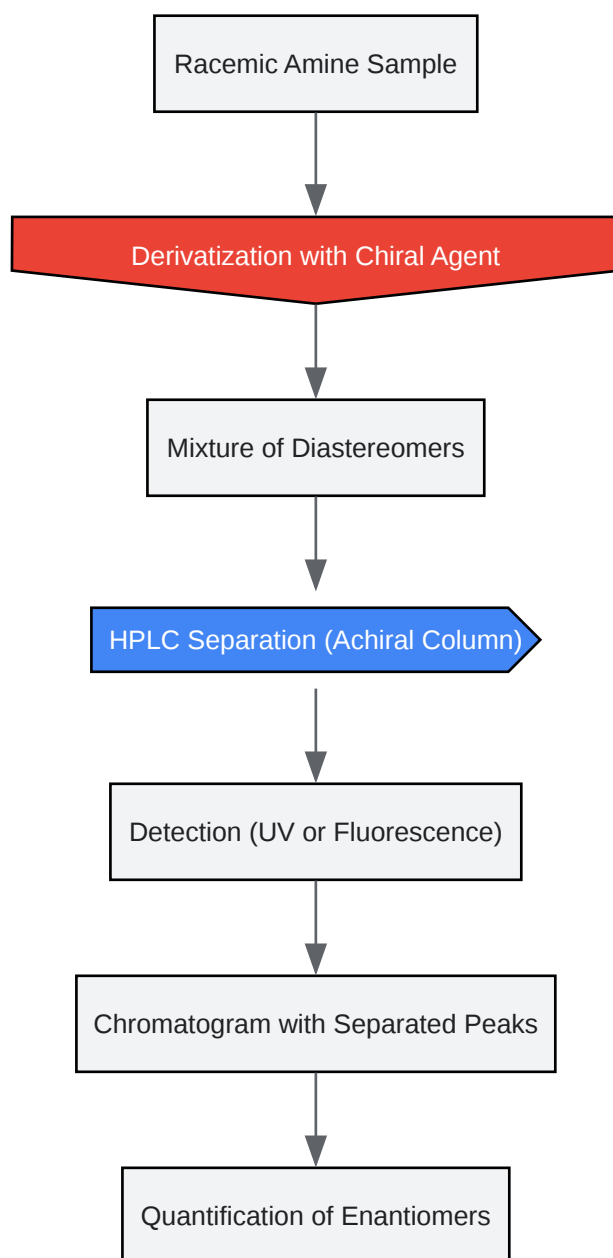 Racemic Amine Sample
Derivatization with Chiral Agent
Mixture of Diastereomers
HPLC Separation (Achiral Column)
Detection (UV or Fluorescence)
Chromatogram with Separated Peaks
Quantification of Enantiomers